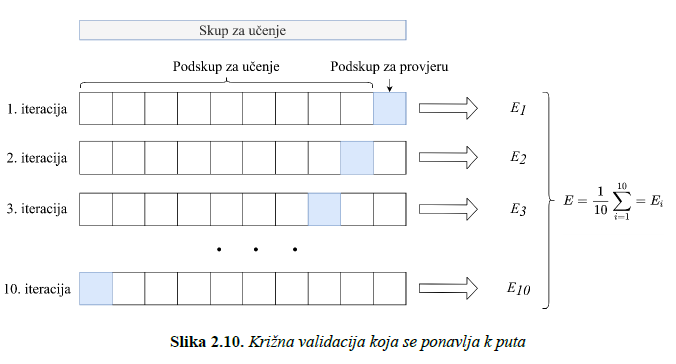 Skup za učenje
Podskup za učenje
Podskup za provjeru
1. iteracija
E1
2. iteracija
E2
3. iteracija
E3
E = 1/10 ∑_{i=1}^{10} = E_i
. . .
10. iteracija
E10
Slika 2.10. Križna validacija koja se ponavlja k puta